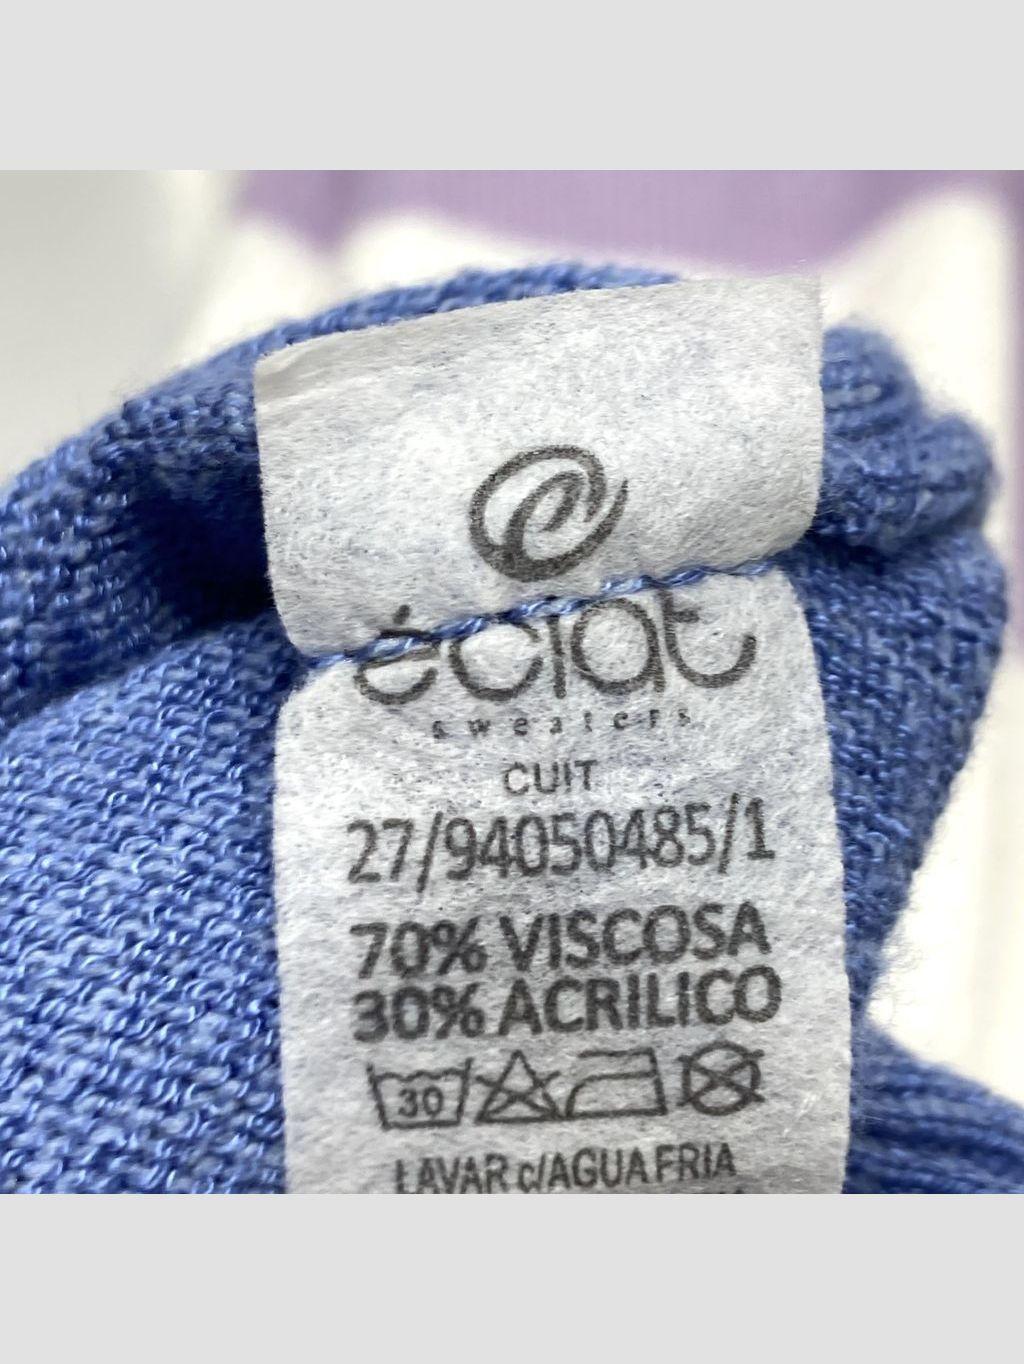 éclat
sweaters
CUIT
27/94050485/1
70% VISCOSA
30% ACRILICO
30
LAVAR c/AGUA FRIA